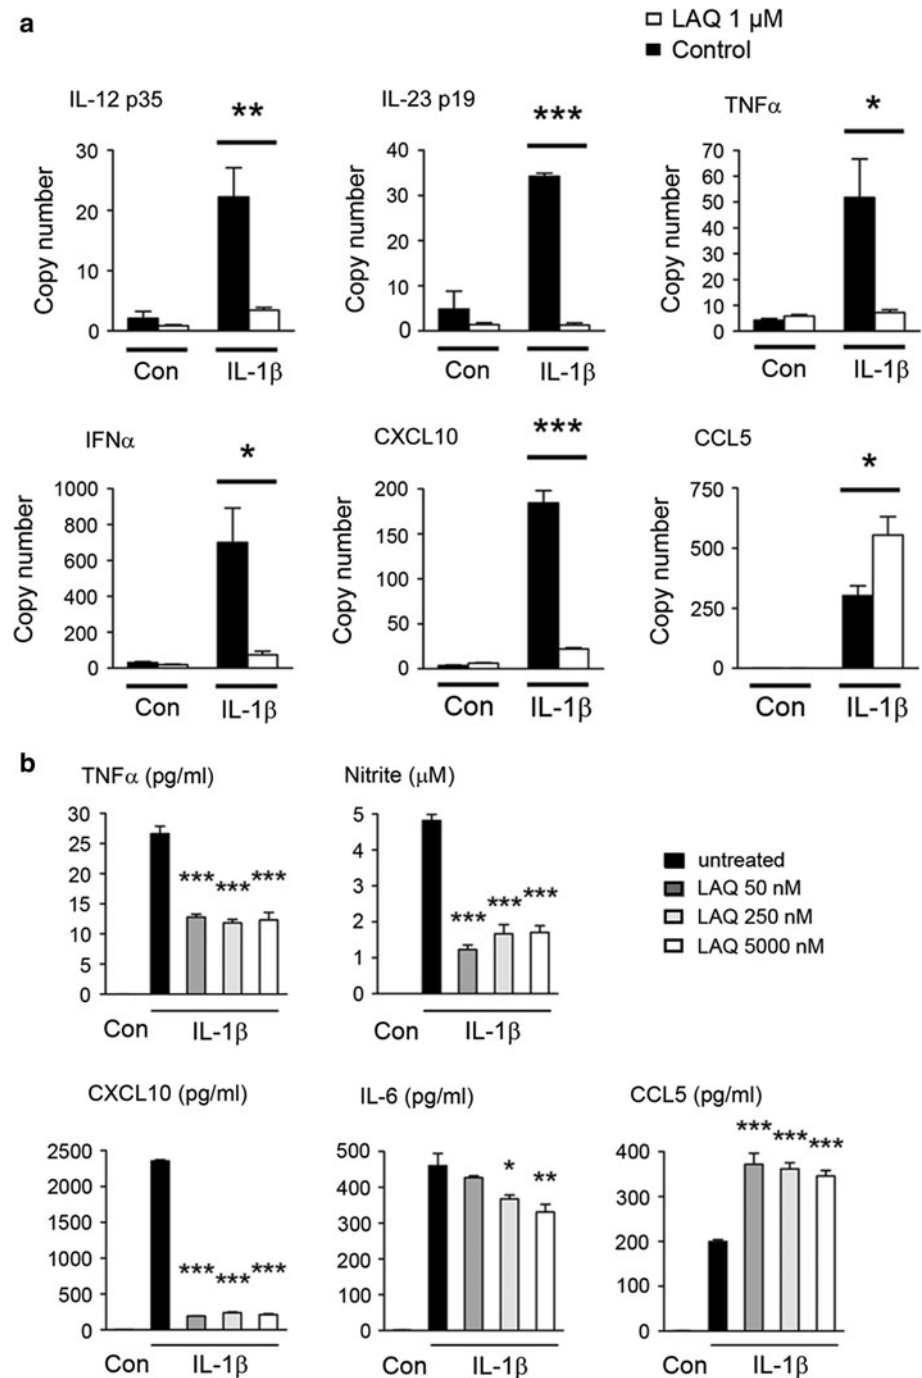 a
LAQ 1 μM
Control
IL-12 p35
**
Copy number
30
20
10
0
Con
IL-1β
IL-23 p19
***
Copy number
40
30
20
10
0
Con
IL-1β
TNFα
*
Copy number
70
60
50
40
30
20
10
0
Con
IL-1β
IFNα
*
Copy number
1000
800
600
400
200
0
Con
IL-1β
CXCL10
***
Copy number
200
150
100
50
0
Con
IL-1β
CCL5
*
Copy number
750
500
250
0
Con
IL-1β
b
TNFα (pg/ml)
30
25
20
15
10
5
0
*** *** ***
Con
IL-1β
Nitrite (μM)
5
4
3
2
1
0
*** *** ***
Con
IL-1β
untreated
LAQ 50 nM
LAQ 250 nM
LAQ 5000 nM
CXCL10 (pg/ml)
2500
2000
1500
1000
500
0
*** *** ***
Con
IL-1β
IL-6 (pg/ml)
500
400
300
200
100
0
* **
Con
IL-1β
CCL5 (pg/ml)
400
300
200
100
0
*** *** ***
Con
IL-1β